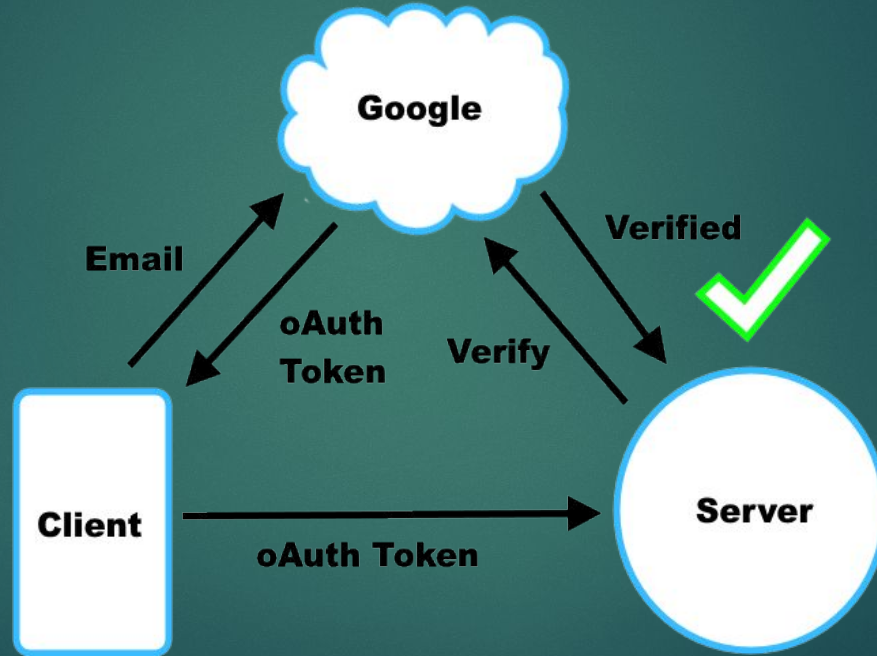 Google
Email
Verified
oAuth
Token
Verify
Client
Server
oAuth Token